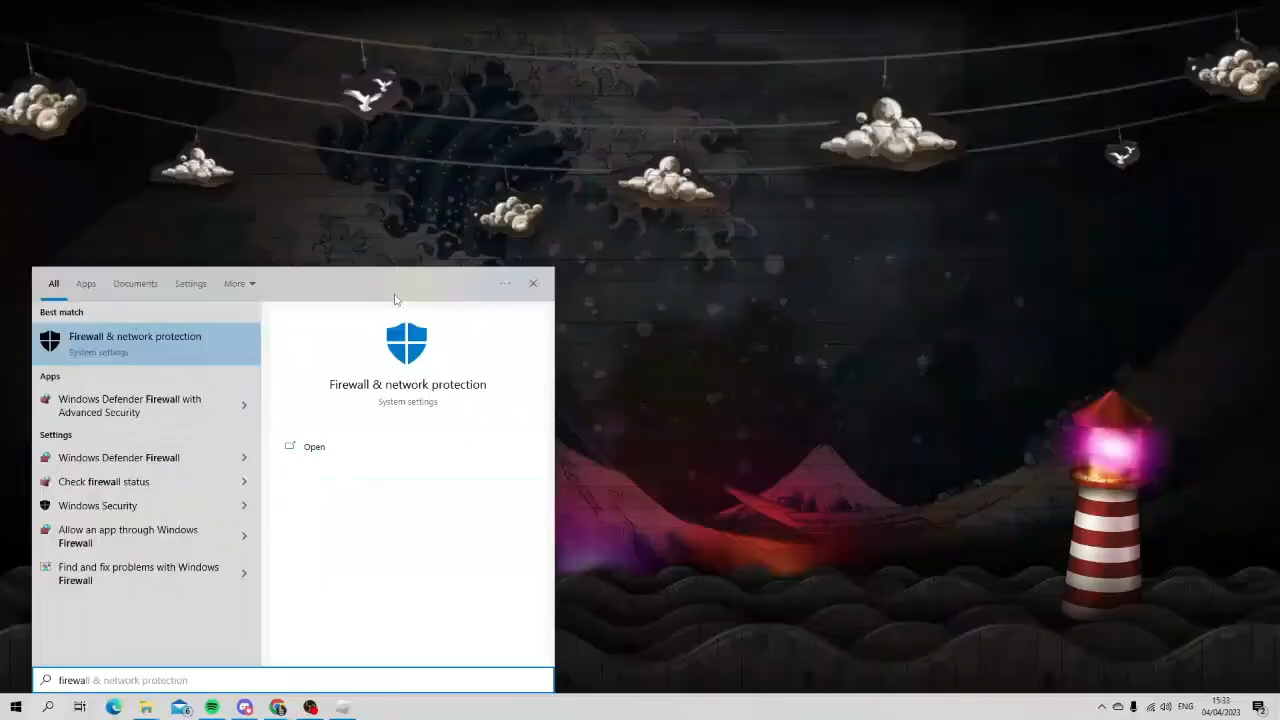 All
Apps
Documents
Settings
More
Best match
Firewall & network protection
System settings
Apps
Windows Defender Firewall with
Advanced Security
Settings
Windows Defender Firewall
Check firewall status
Windows Security
Allow an app through Windows
Firewall
Find and fix problems with Windows
Firewall
Firewall & network protection
System settings
Open
firewall & network protection
6
ENG
15:33
04/04/2023
2